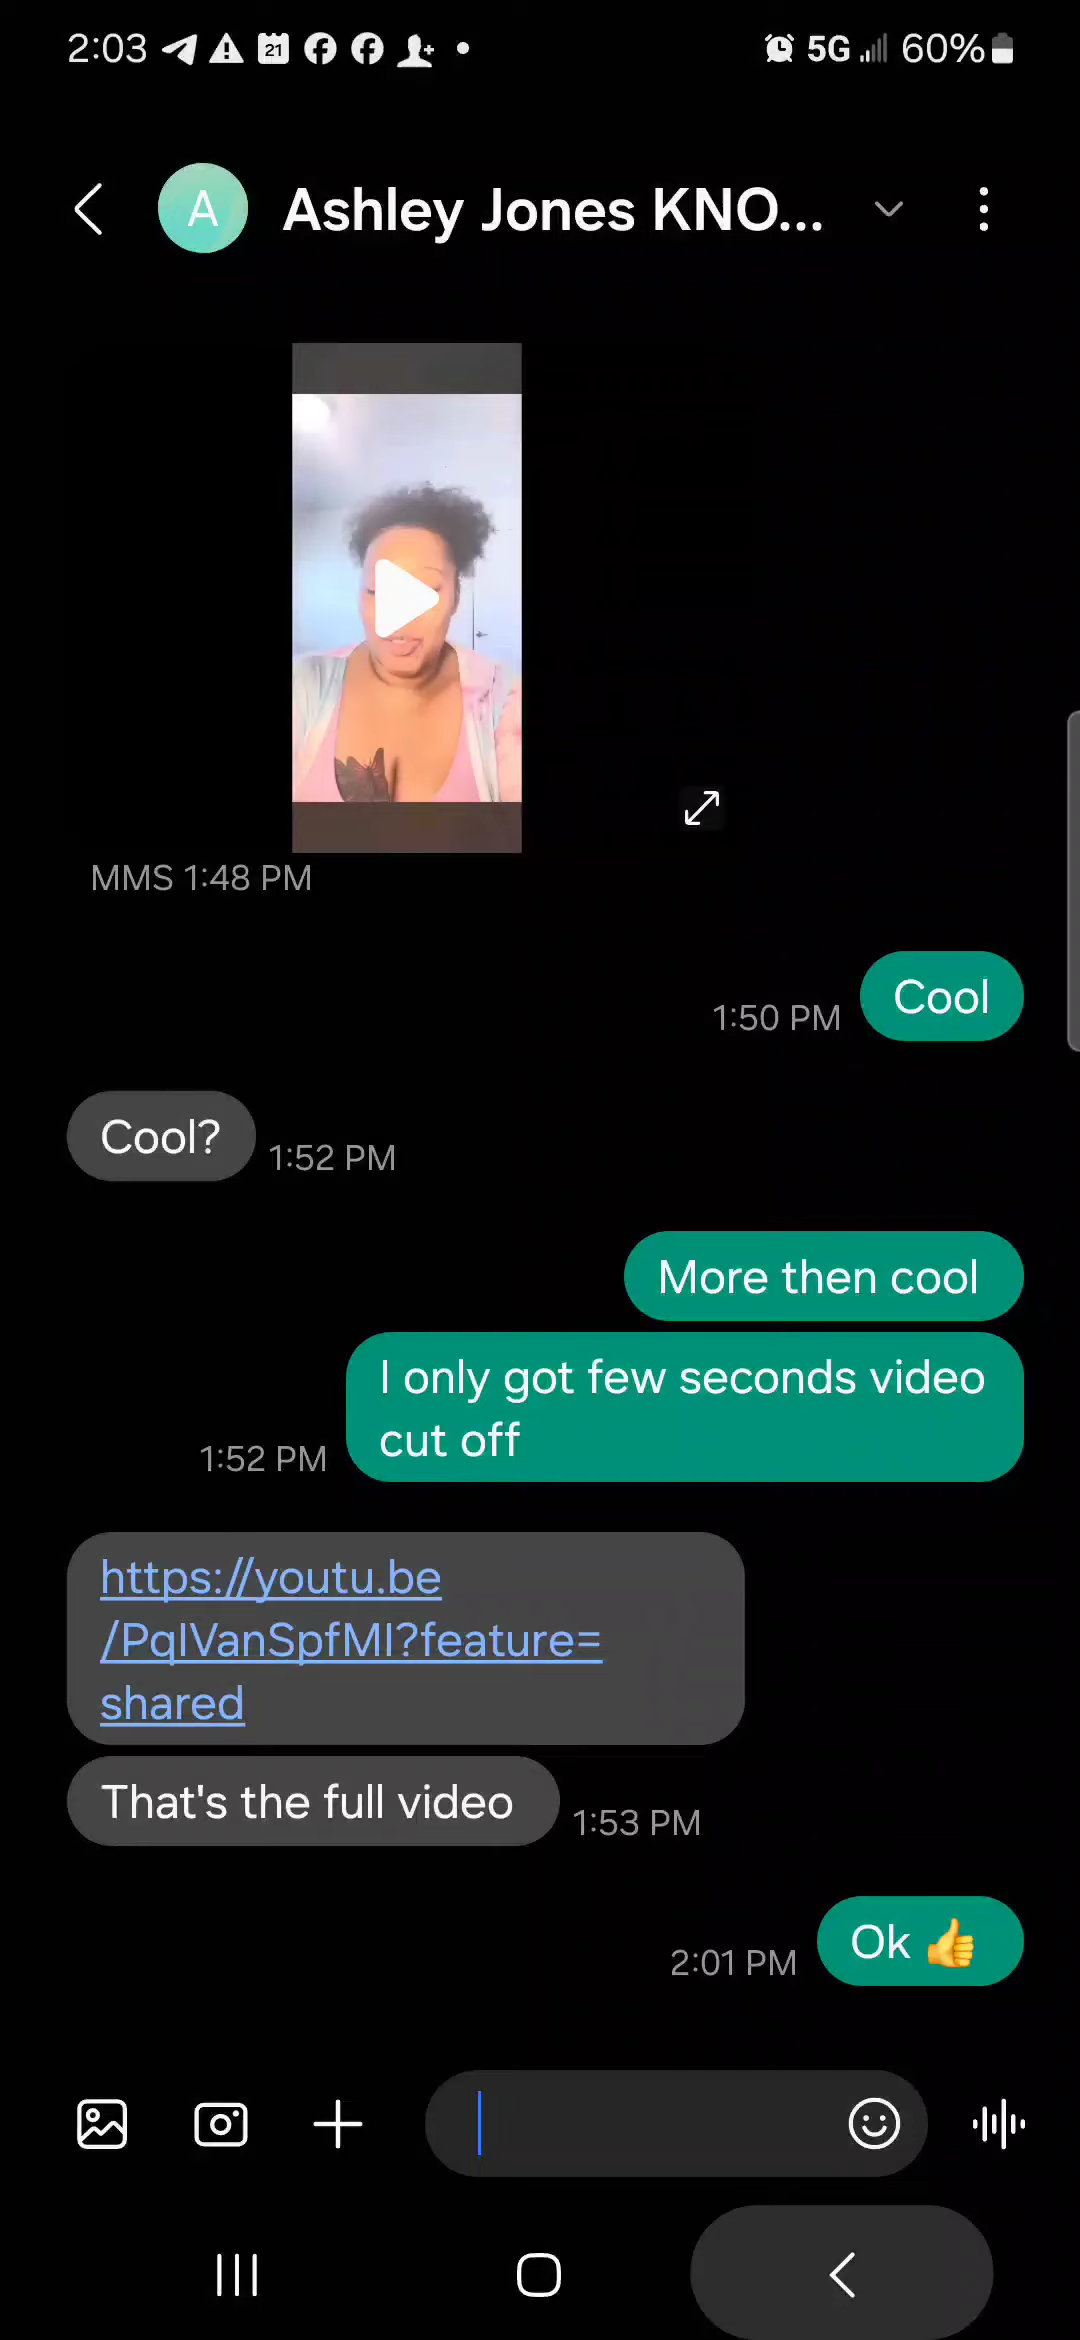 2:03 21 5G 60%
A Ashley Jones KNO...
MMS 1:48 PM
Cool
1:50 PM
Cool?
1:52 PM
More then cool
I only got few seconds video
cut off
1:52 PM
https://youtu.be
/PqIVanSpfMI?feature=
shared
That's the full video
1:53 PM
Ok 👍
2:01 PM